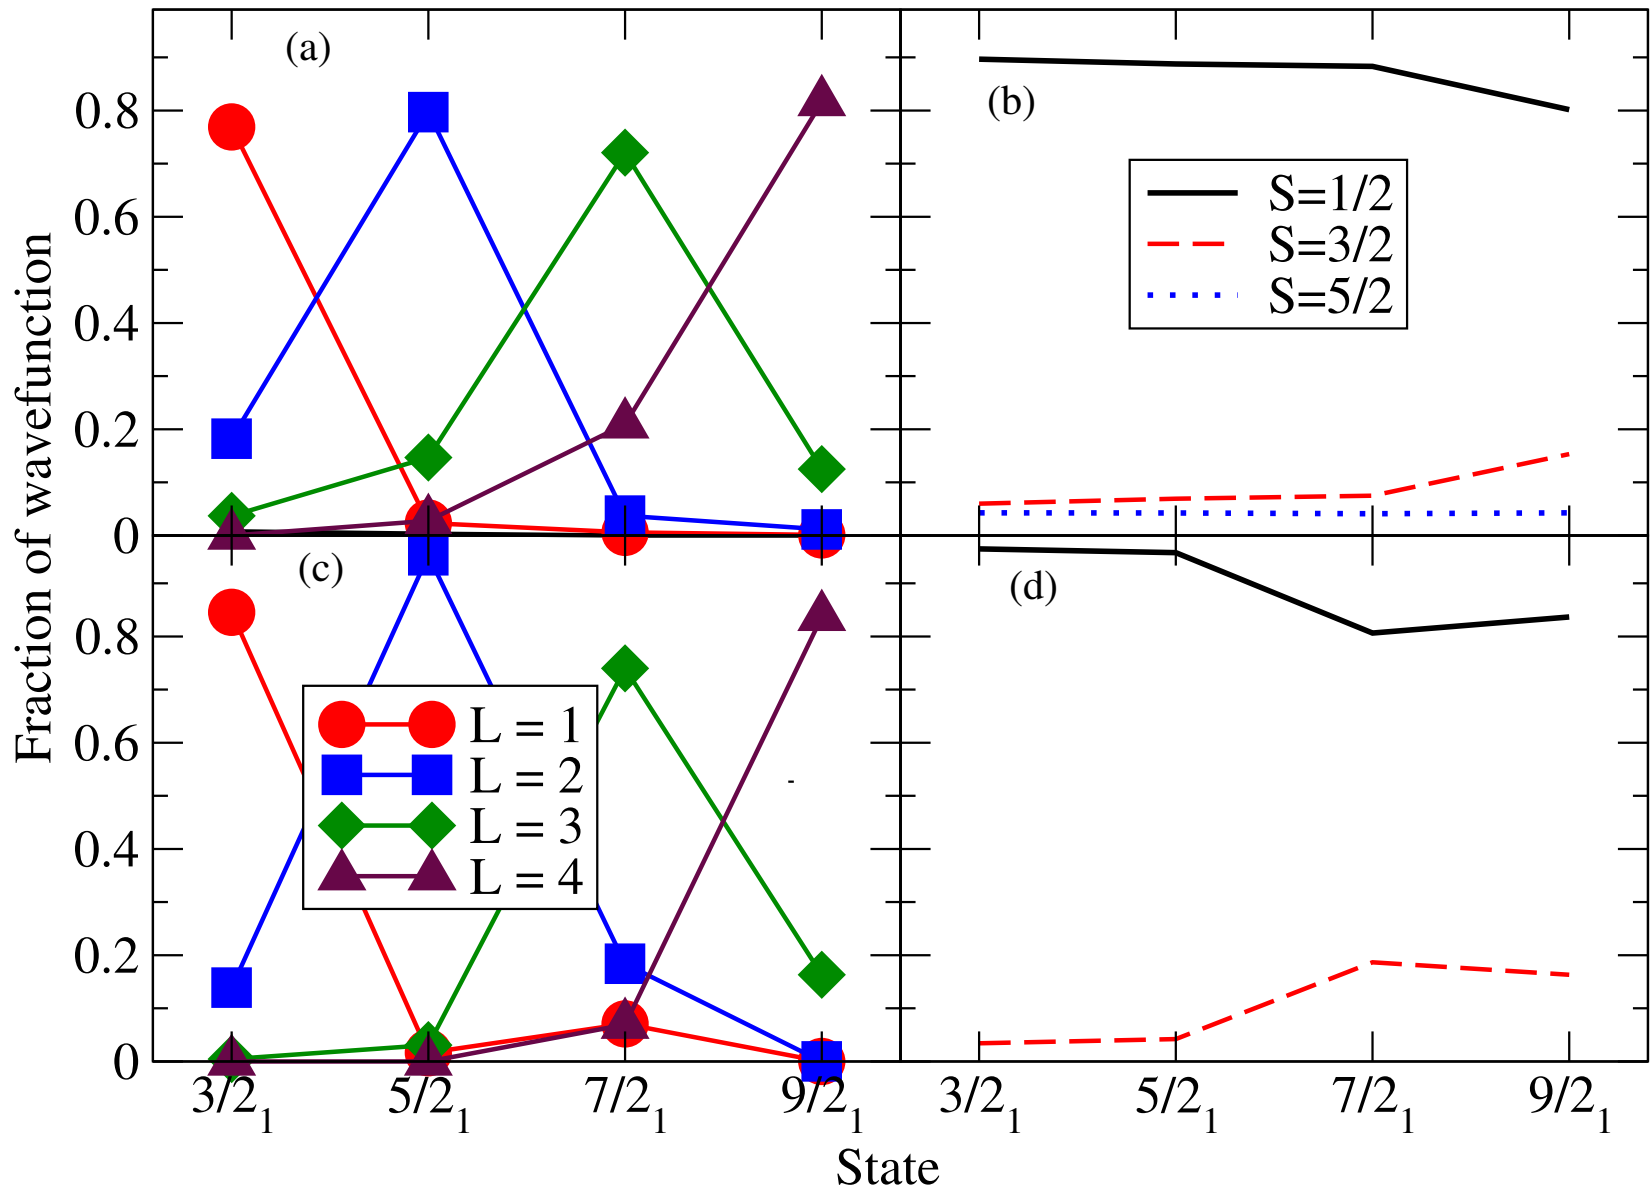 Fraction of wavefunction
(a)
0.8
0.6
0.4
0.2
0
(b)
S=1/2
S=3/2
S=5/2
(c)
0.8
0.6
0.4
0.2
0
L = 1
L = 2
L = 3
L = 4
(d)
3/2₁ 5/2₁ 7/2₁ 9/2₁ 3/2₁ 5/2₁ 7/2₁ 9/2₁
State